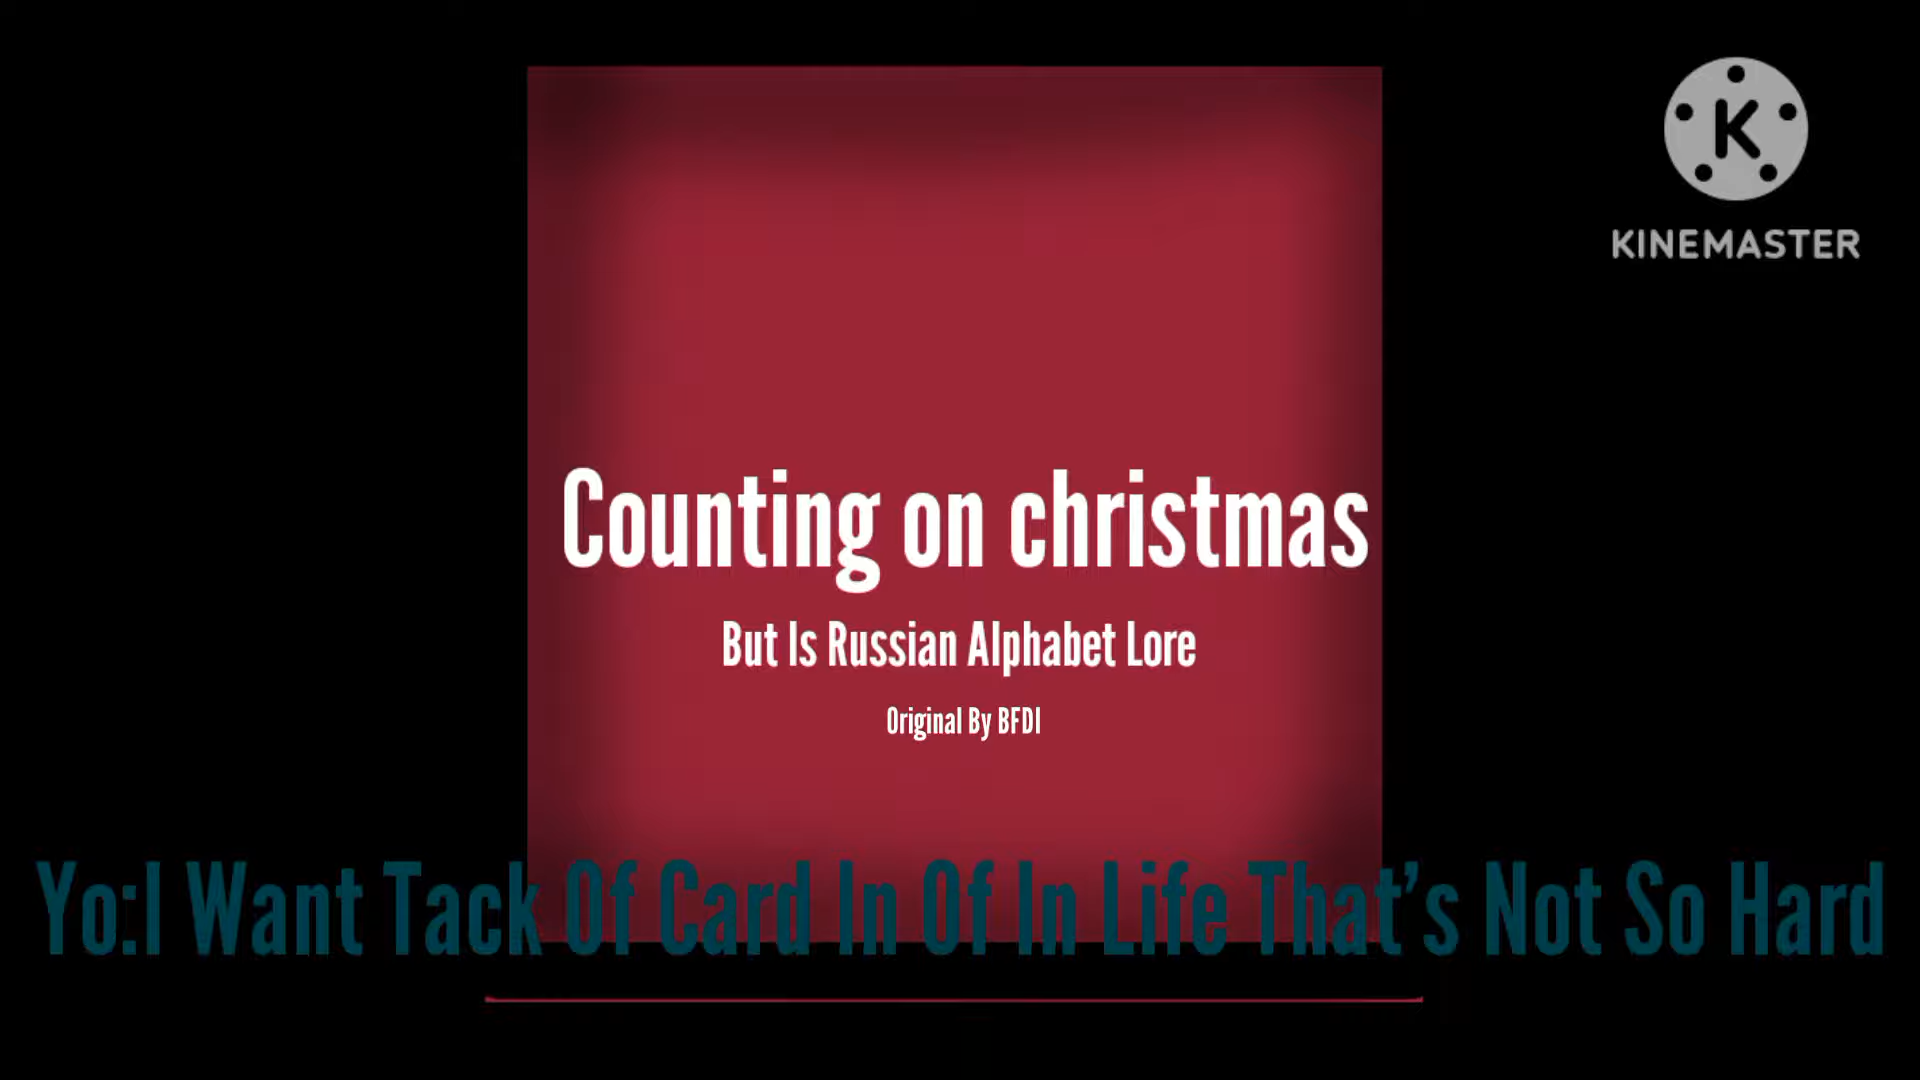 KINEMASTER
Counting on christmas
But Is Russian Alphabet Lore
Original By BFDI
Yo:I Want Tack Of Card In Of In Life That's Not So Hard